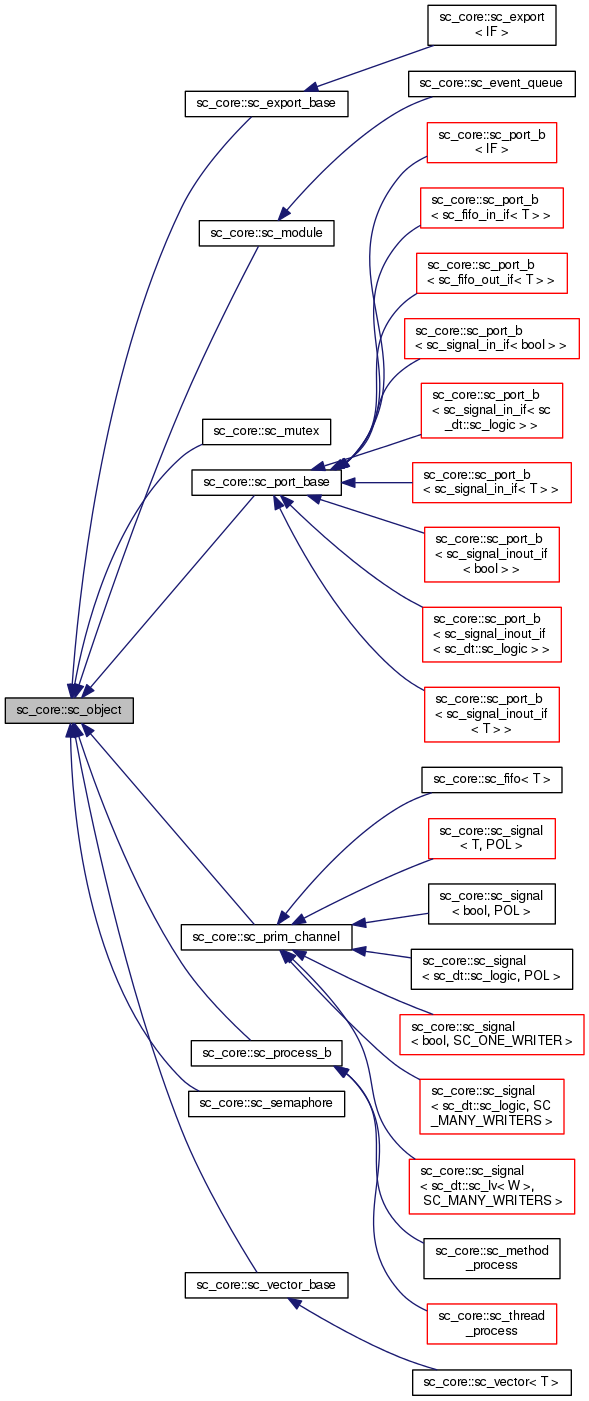 sc_core::sc_export
< IF >
sc_core::sc_event_queue
sc_core::sc_export_base
sc_core::sc_port_b
< IF >
sc_core::sc_port_b
< sc_fifo_in_if< T > >
sc_core::sc_module
sc_core::sc_port_b
< sc_fifo_out_if< T > >
sc_core::sc_port_b
< sc_signal_in_if< bool > >
sc_core::sc_port_b
< sc_signal_in_if< sc
_dt::sc_logic > >
sc_core::sc_mutex
sc_core::sc_port_base
sc_core::sc_port_b
< sc_signal_in_if< T > >
sc_core::sc_port_b
< sc_signal_inout_if
< bool > >
sc_core::sc_port_b
< sc_signal_inout_if
< sc_dt::sc_logic > >
sc_core::sc_object
sc_core::sc_port_b
< sc_signal_inout_if
< T > >
sc_core::sc_fifo< T >
sc_core::sc_signal
< T, POL >
sc_core::sc_signal
< bool, POL >
sc_core::sc_prim_channel
sc_core::sc_signal
< sc_dt::sc_logic, POL >
sc_core::sc_signal
< bool, SC_ONE_WRITER >
sc_core::sc_process_b
sc_core::sc_semaphore
sc_core::sc_signal
< sc_dt::sc_logic, SC
_MANY_WRITERS >
sc_core::sc_signal
< sc_dt::sc_lv< W >,
SC_MANY_WRITERS >
sc_core::sc_method
_process
sc_core::sc_vector_base
sc_core::sc_thread
_process
sc_core::sc_vector< T >